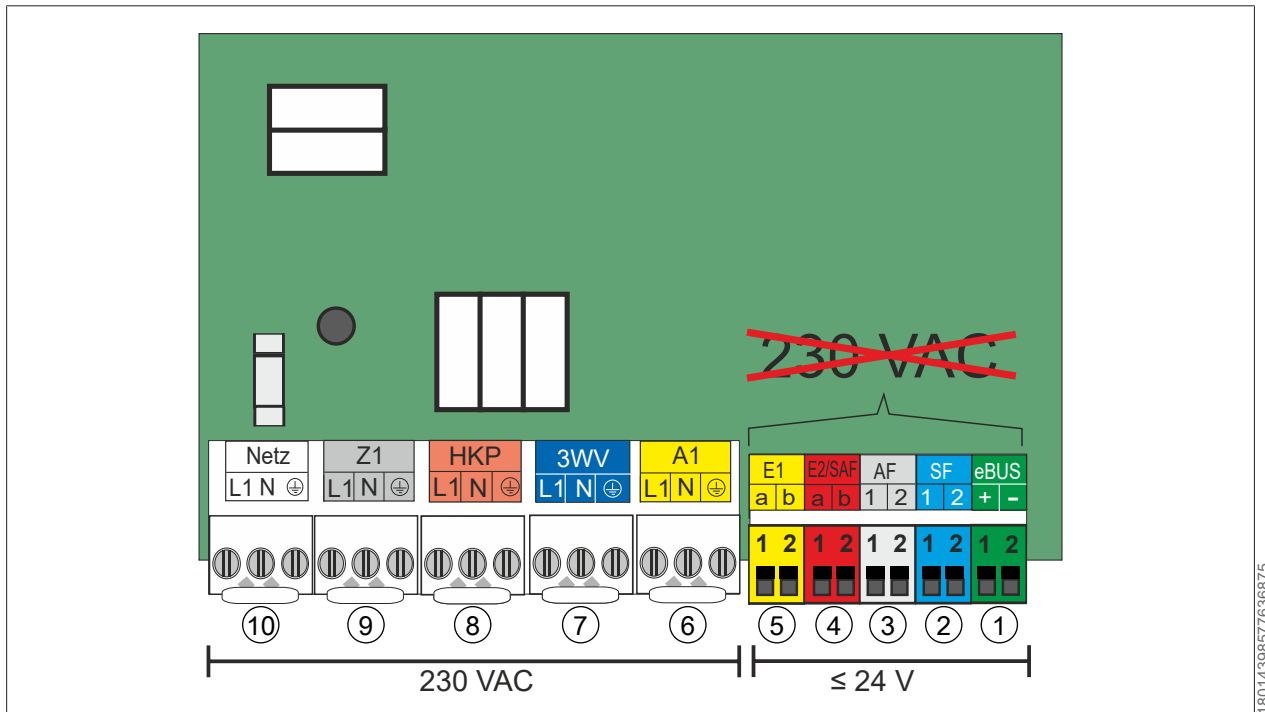 230 VAC
Netz
L1 N
Z1
L1 N
HKP
L1 N
3WV
L1 N
A1
L1 N
E1
a b
E2/SAF
a b
AF
1 2
SF
1 2
eBUS
+ −
1 2
1 2
1 2
1 2
1 2
10
9
8
7
6
5
4
3
2
1
230 VAC
≤ 24 V